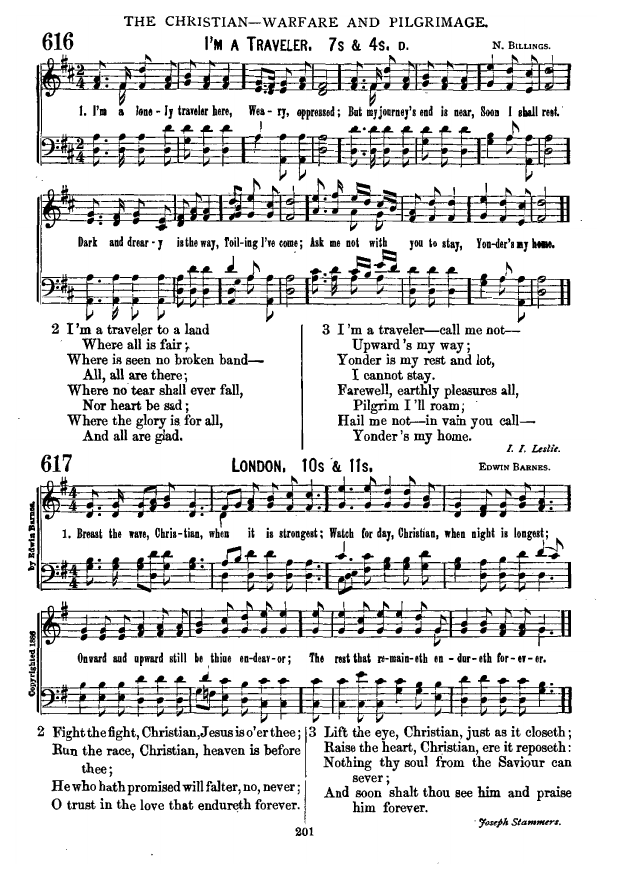 THE CHRISTIAN—WARFARE AND PILGRIMAGE.
616
I'M A TRAVELER. 7s & 4s. D.
N. BILLINGS.
1. I'm a lone - ly traveler here, Wea - ry, oppressed; But my journey's end is near, Soon I shall rest.
Dark and drear - y is the way, Toil - ing I've come; Ask me not with you to stay, Yon - der's my home.
2 I'm a traveler to a land
Where all is fair;
Where is seen no broken band—
All, all are there;
Where no tear shall ever fall,
Nor heart be sad;
Where the glory is for all,
And all are glad.
3 I'm a traveler—call me not—
Upward's my way;
Yonder is my rest and lot,
I cannot stay.
Farewell, earthly pleasures all,
Pilgrim I'll roam;
Hail me not—in vain you call—
Yonder's my home.
I. I. Leslie.
617
LONDON. 10s & 11s.
EDWIN BARNES.
1. Breast the wave, Chris - tian, when it is strongest; Watch for day, Christian, when night is longest;
Onward and upward still be thine en - deav - or; The rest that re - main - eth en - dur - eth for - ev - er.
Copyrighted 1886 by Edwin Barnes.
2 Fight the fight, Christian, Jesus is o'er thee;
Run the race, Christian, heaven is before
thee;
He who hath promised will falter, no, never;
O trust in the love that endureth forever.
3 Lift the eye, Christian, just as it closeth;
Raise the heart, Christian, ere it reposeth:
Nothing thy soul from the Saviour can
sever;
And soon shalt thou see him and praise
him forever.
Joseph Stammers.
201